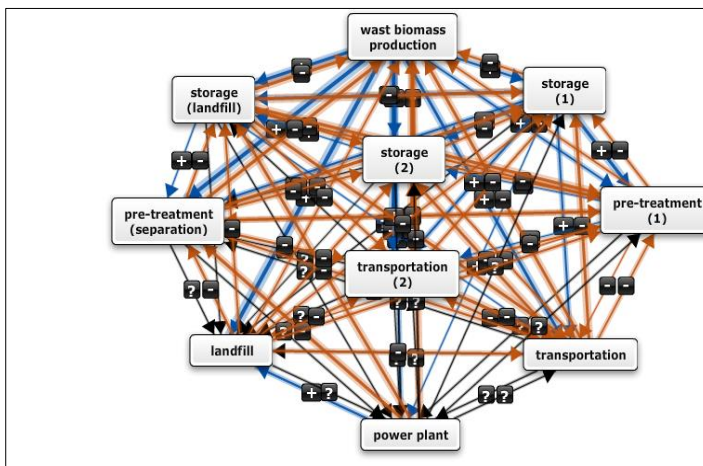 wast biomass
production
storage
(landfill)
storage
(1)
storage
(2)
pre-treatment
(separation)
pre-treatment
(1)
transportation
(2)
landfill
transportation
power plant